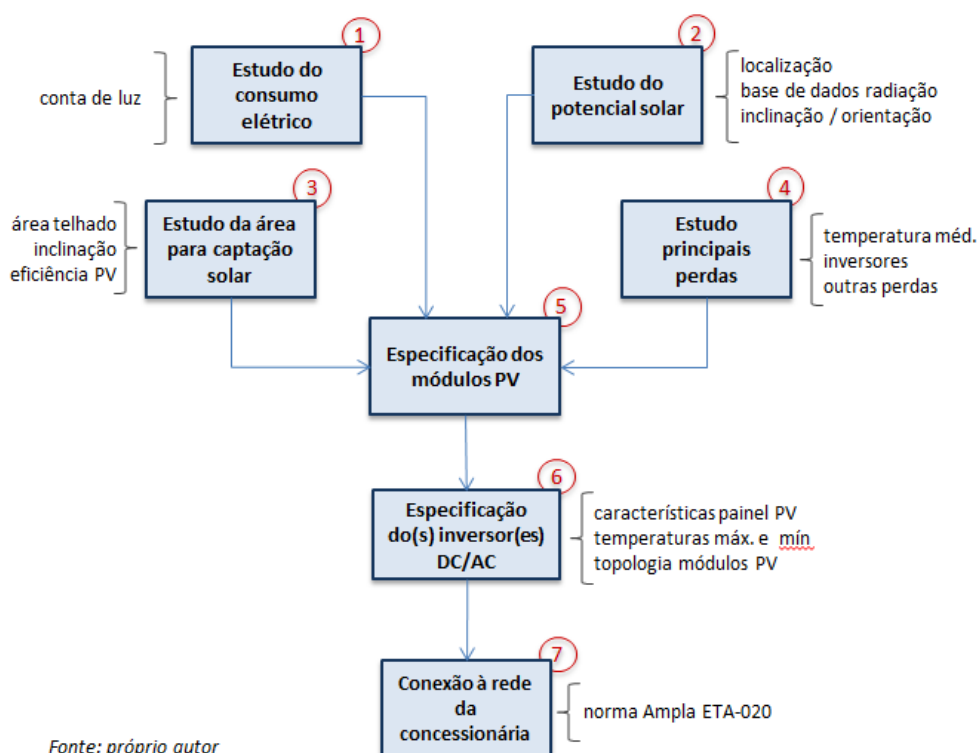 1
Estudo do
consumo
elétrico
conta de luz
2
Estudo do
potencial solar
localização
base de dados radiação
inclinação / orientação
3
Estudo da área
para captação
solar
área telhado
inclinação
eficiência PV
4
Estudo
principais
perdas
temperatura méd.
inversores
outras perdas
5
Especificação dos
módulos PV
6
Especificação
do(s) inversor(es)
DC/AC
características painel PV
temperaturas máx. e mín
topologia módulos PV
7
Conexão à rede
da
concessionária
norma Ampla ETA-020
Fonte: próprio autor